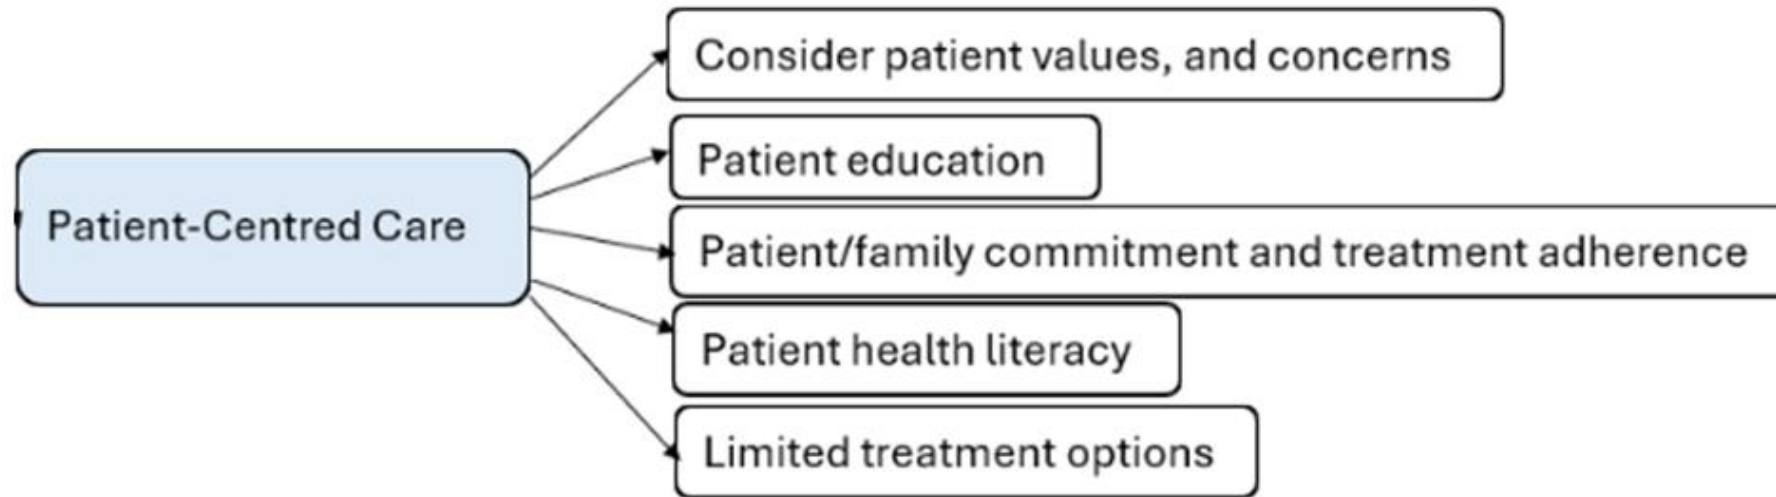 Patient-Centred Care
Consider patient values, and concerns
Patient education
Patient/family commitment and treatment adherence
Patient health literacy
Limited treatment options